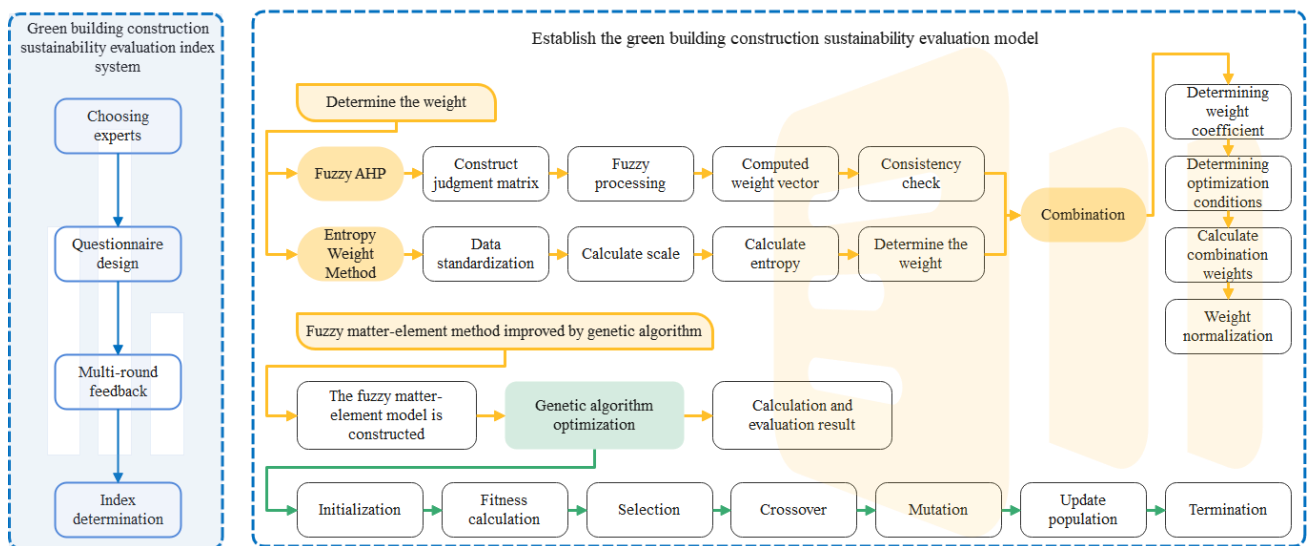 Green building construction
sustainability evaluation index
system
Choosing
experts
Questionnaire
design
Multi-round
feedback
Index
determination
Establish the green building construction sustainability evaluation model
Determine the weight
Fuzzy AHP
Construct
judgment matrix
Fuzzy
processing
Computed
weight vector
Consistency
check
Entropy
Weight
Method
Data
standardization
Calculate scale
Calculate
entropy
Determine the
weight
Combination
Determining
weight
coefficient
Determining
optimization
conditions
Calculate
combination
weights
Weight
normalization
Fuzzy matter-element method improved by genetic algorithm
The fuzzy matter-
element model is
constructed
Genetic algorithm
optimization
Calculation and
evaluation result
Initialization
Fitness
calculation
Selection
Crossover
Mutation
Update
population
Termination